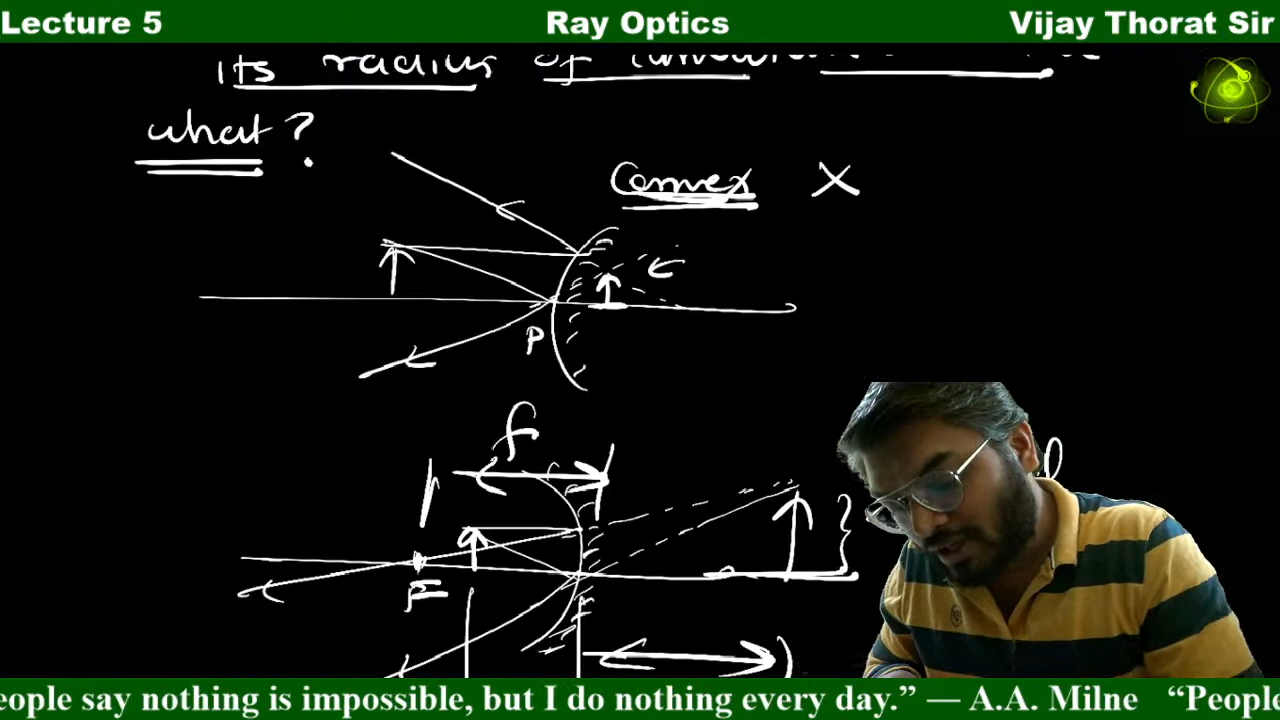 Lecture 5 Ray Optics Vijay Thorat Sir
its radius of
what?
Convex X
P
f
F
eople say nothing is impossible, but I do nothing every day.” — A.A. Milne “People